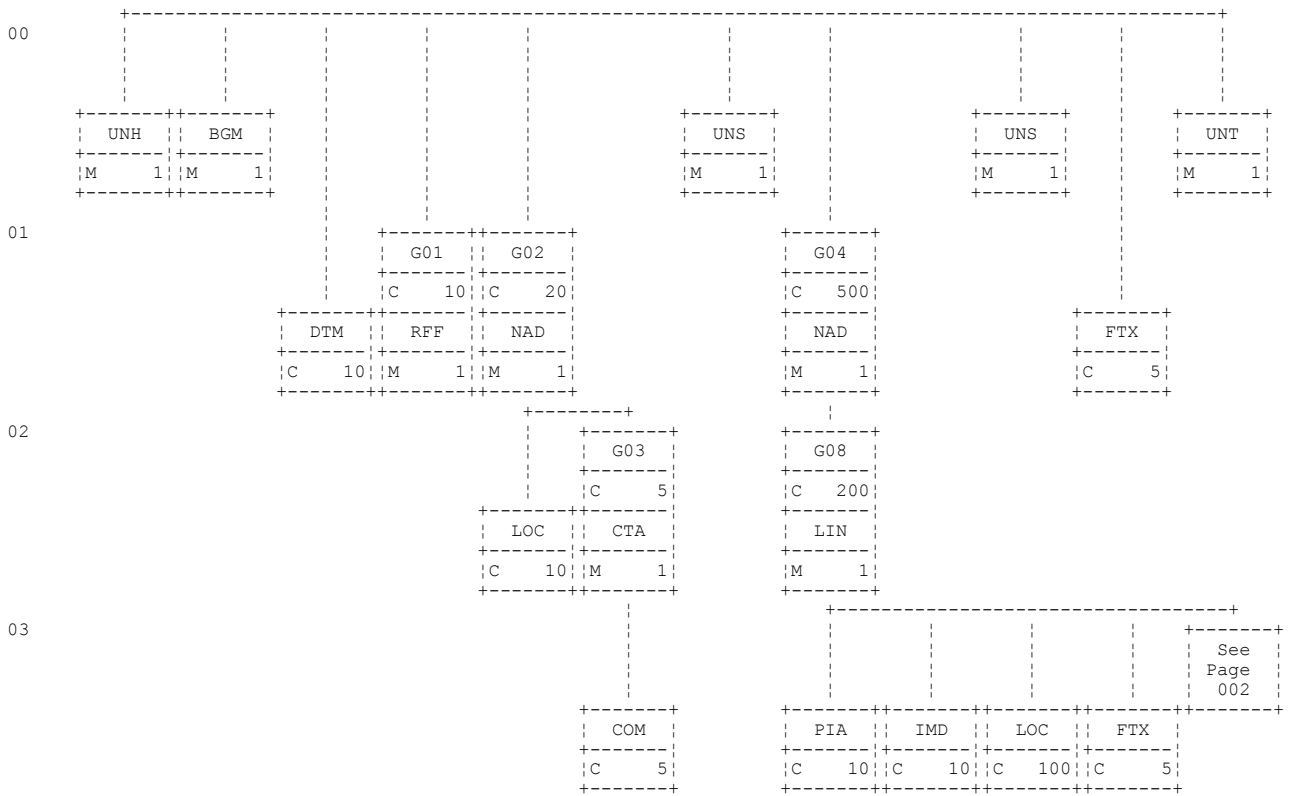 00
UNH BGM UNS UNS UNT
M 1 M 1 M 1 M 1 M 1
01
G01 G02 G04
C 10 C 20 C 500
DTM RFF NAD NAD FTX
C 10 M 1 M 1 M 1 C 5
02
G03 G08
C 5 C 200
LOC CTA LIN
C 10 M 1 M 1
03
See
Page
002
COM PIA IMD LOC FTX
C 5 C 10 C 10 C 100 C 5